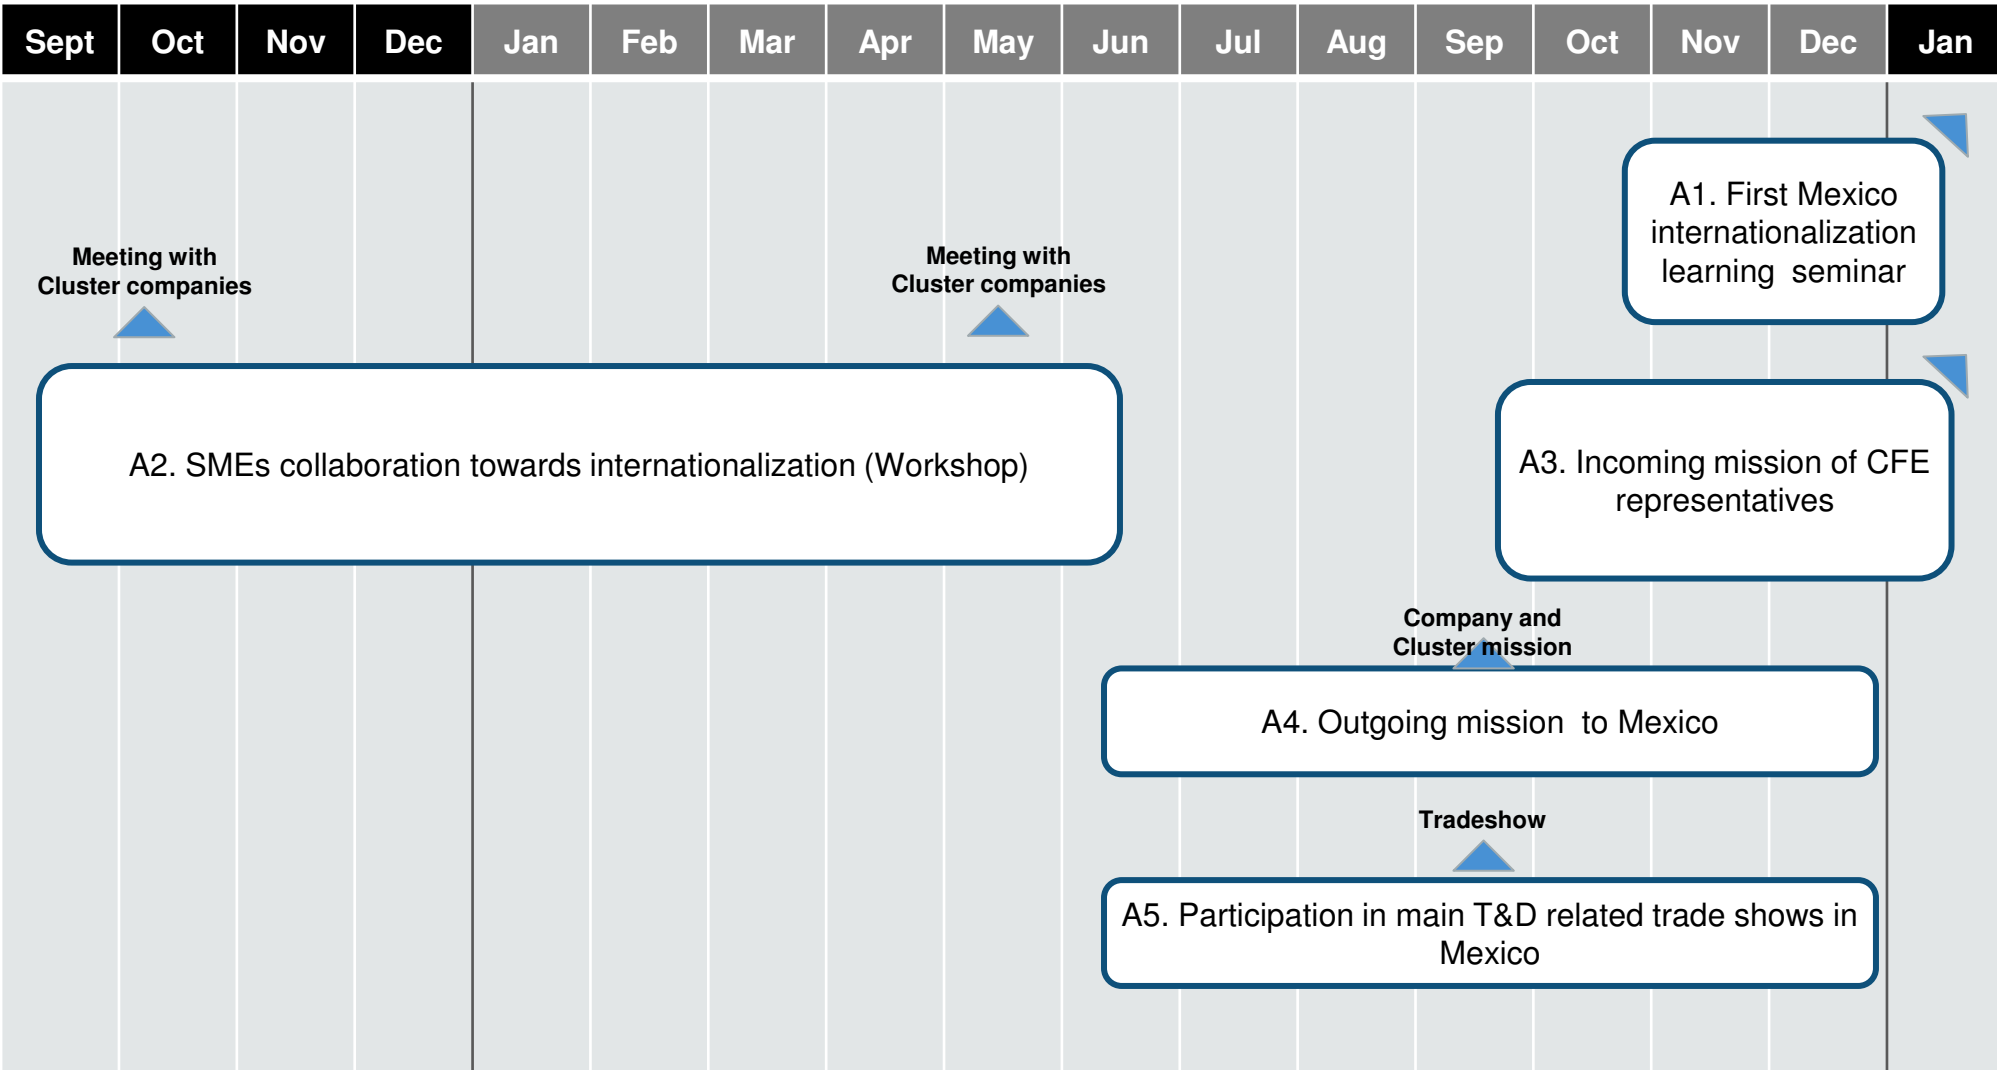 Sept Oct Nov Dec Jan Feb Mar Apr May Jun Jul Aug Sep Oct Nov Dec Jan
A1. First Mexico
internationalization
learning seminar
Meeting with
Cluster companies
Meeting with
Cluster companies
A2. SMEs collaboration towards internationalization (Workshop)
A3. Incoming mission of CFE
representatives
Company and
Cluster mission
A4. Outgoing mission to Mexico
Tradeshow
A5. Participation in main T&D related trade shows in
Mexico